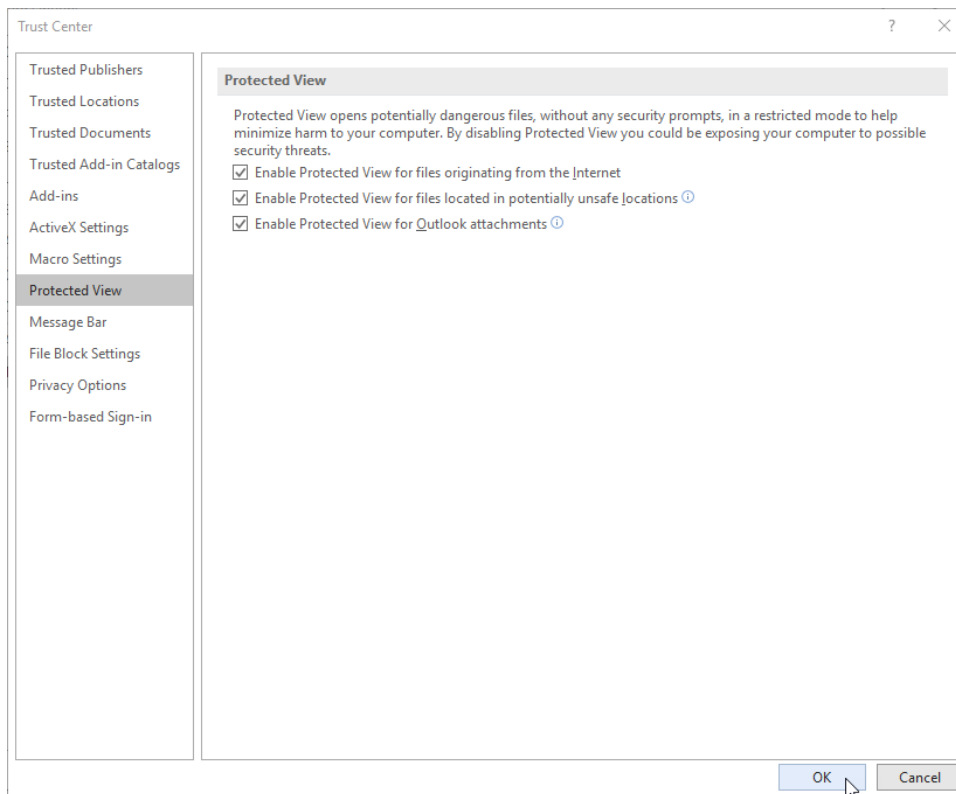 Trust Center
?
Trusted Publishers
Trusted Locations
Trusted Documents
Trusted Add-in Catalogs
Add-ins
ActiveX Settings
Macro Settings
Protected View
Message Bar
File Block Settings
Privacy Options
Form-based Sign-in
Protected View
Protected View opens potentially dangerous files, without any security prompts, in a restricted mode to help
minimize harm to your computer. By disabling Protected View you could be exposing your computer to possible
security threats.
Enable Protected View for files originating from the Internet
Enable Protected View for files located in potentially unsafe locations
Enable Protected View for Outlook attachments
OK
Cancel